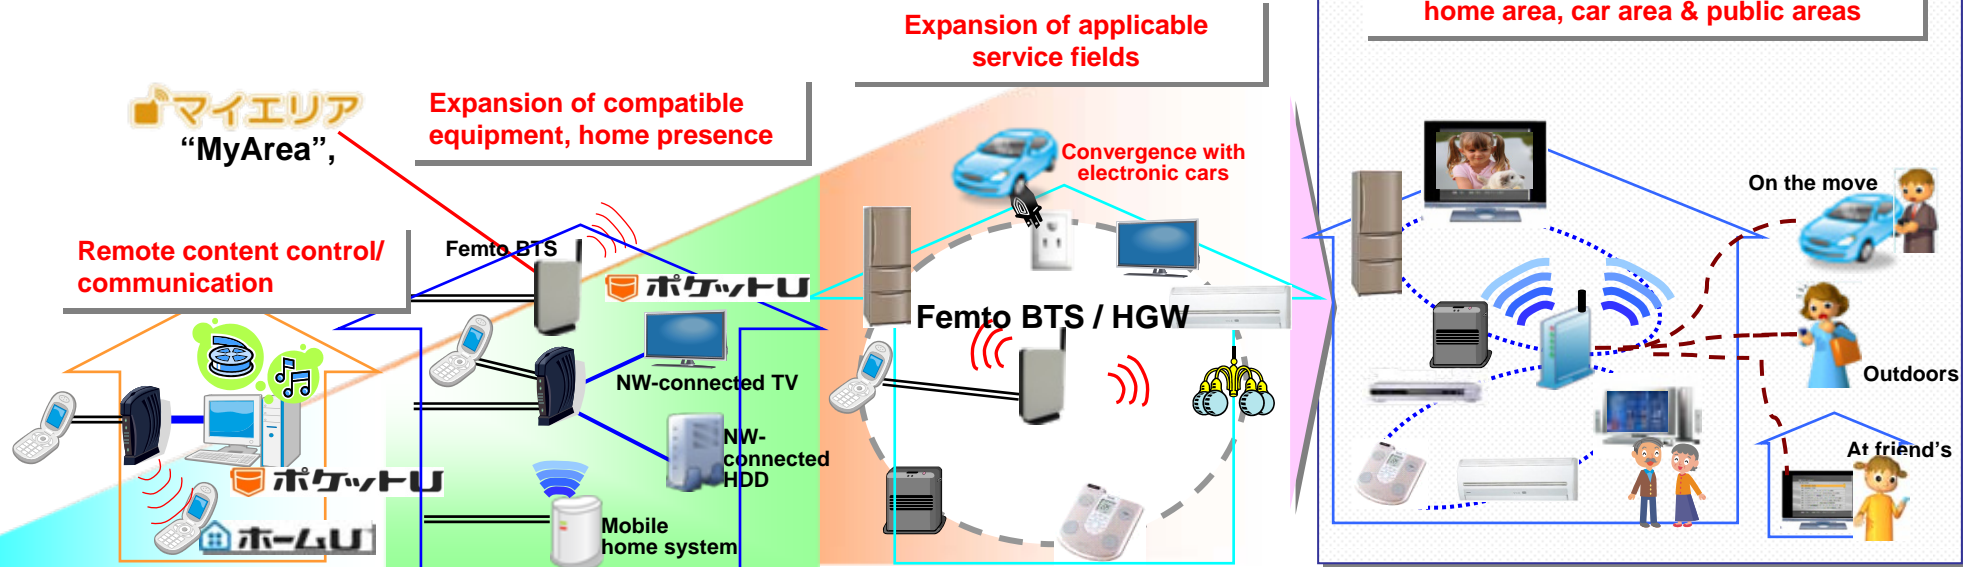 home area, car area & public areas
Expansion of applicable
service fields
マイエリア
“MyArea”,
Expansion of compatible
equipment, home presence
Convergence with
electronic cars
On the move
Remote content control/
communication
Femto BTS
ポケットU
Femto BTS / HGW
NW-connected TV
Outdoors
NW-
connected
HDD
At friend's
ポケットU
ホームU
Mobile
home system